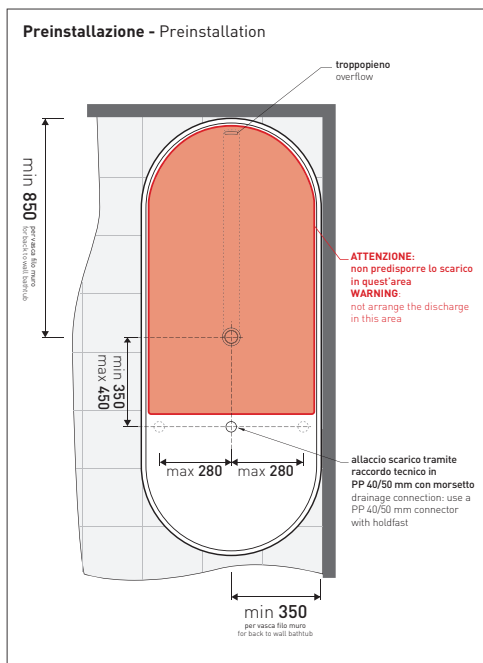 Preinstallazione - Preinstallation
troppopieno
overflow
min 850
per vasca filo muro
for back to wall bathtub
ATTENZIONE:
non predisporre lo scarico
in quest'area
WARNING:
not arrange the discharge
in this area
min 350
max 450
max 280
max 280
allaccio scarico tramite
raccordo tecnico in
PP 40/50 mm con morsetto
drainage connection: use a
PP 40/50 mm connector
with holdfast
min 350
per vasca filo muro
for back to wall bathtub